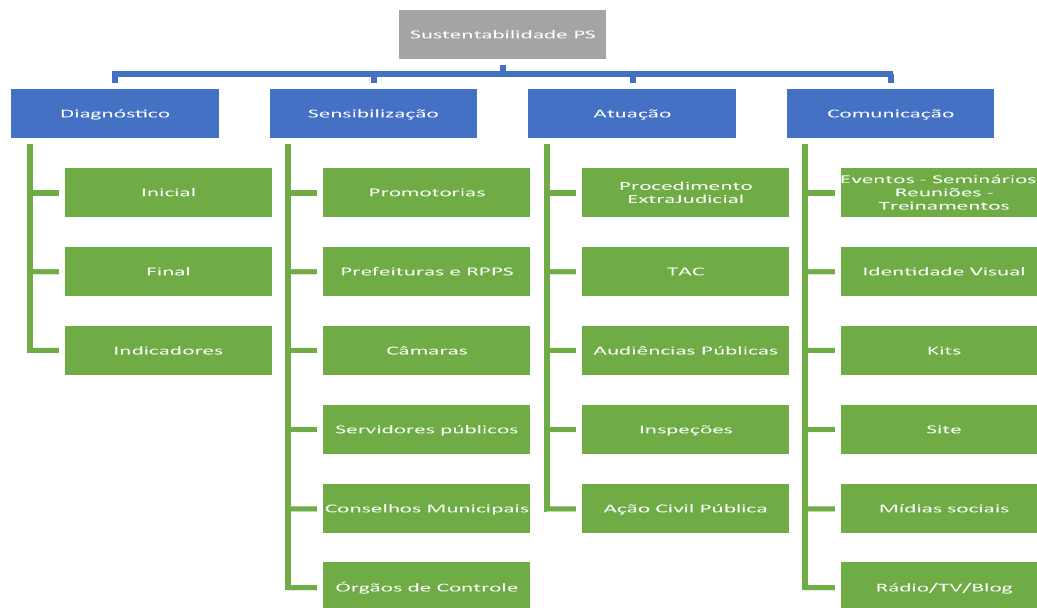 Sustentabilidade PS
Diagnóstico
Inicial
Final
Indicadores
Sensibilização
Promotorias
Prefeituras e RPPS
Câmaras
Servidores públicos
Conselhos Municipais
Órgãos de Controle
Atuação
Procedimento
ExtraJudicial
TAC
Audiências Públicas
Inspeções
Ação Civil Pública
Comunicação
Eventos - Seminários
Reuniões -
Treinamentos
Identidade Visual
Kits
Site
Mídias sociais
Rádio/TV/Blog